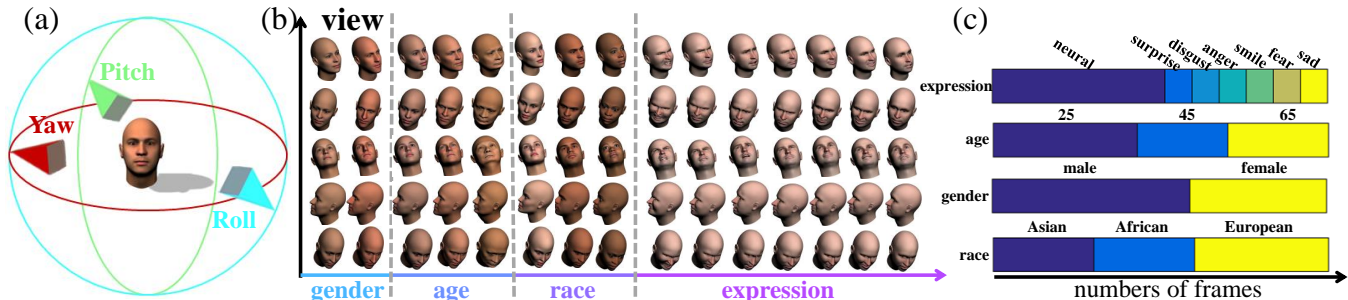 (a)
Pitch
Yaw
Roll
(b)
view
gender age race expression
(c)
neural surprise disgust anger smile fear sad
expression
25 45 65
age
male female
gender
Asian African European
race
numbers of frames